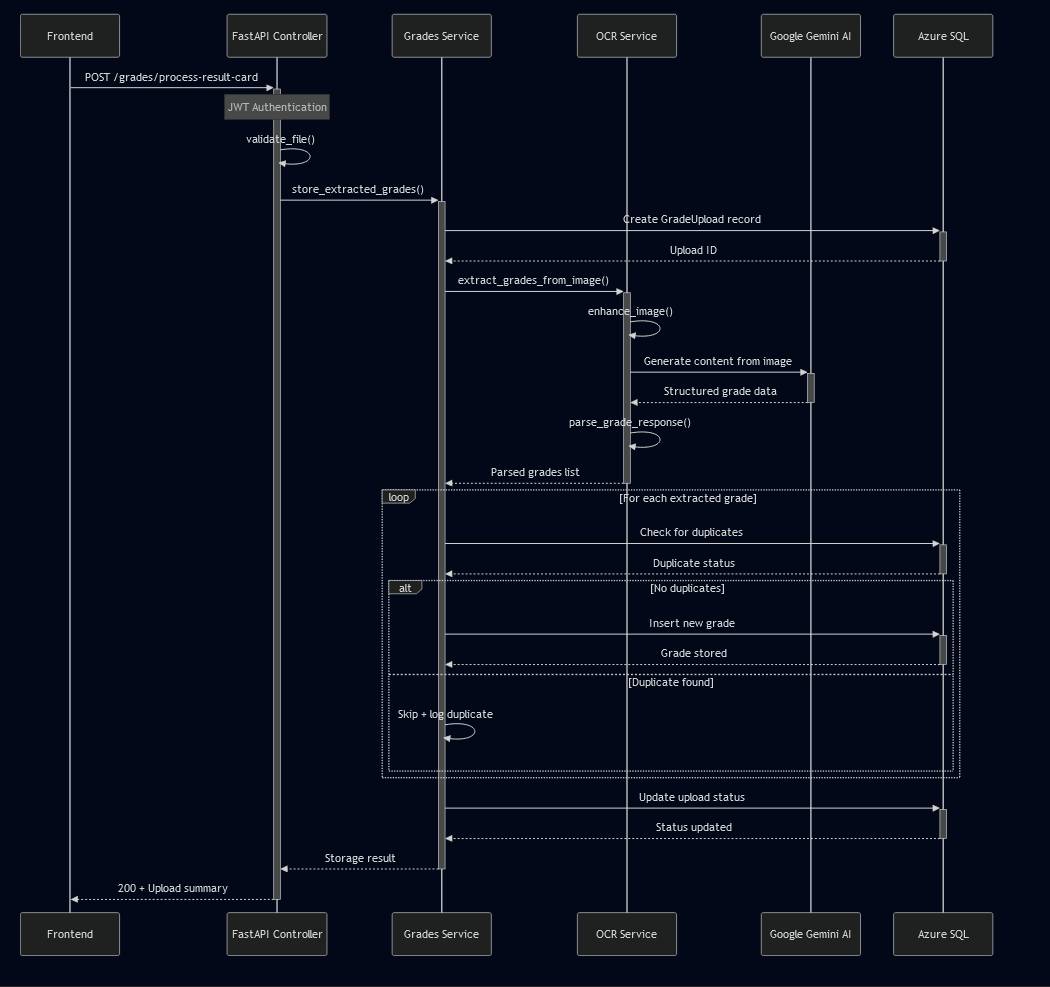 Frontend
FastAPI Controller
Grades Service
OCR Service
Google Gemini AI
Azure SQL
POST /grades/process-result-card
JWT Authentication
validate_file()
store_extracted_grades()
Create GradeUpload record
Upload ID
extract_grades_from_image()
enhance_image()
Generate content from image
Structured grade data
parse_grade_response()
Parsed grades list
loop
[For each extracted grade]
Check for duplicates
Duplicate status
alt
[No duplicates]
Insert new grade
Grade stored
[Duplicate found]
Skip + log duplicate
Update upload status
Status updated
Storage result
200 + Upload summary
Frontend
FastAPI Controller
Grades Service
OCR Service
Google Gemini AI
Azure SQL